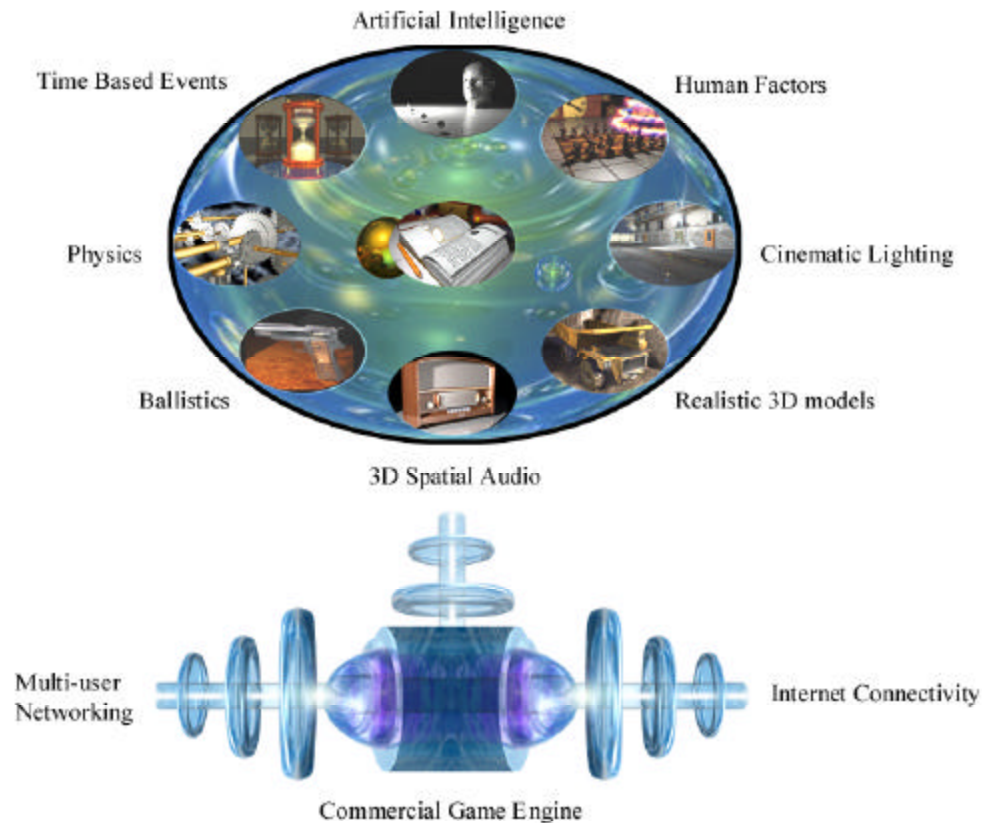 Artificial Intelligence
Time Based Events
Human Factors
Physics
Cinematic Lighting
Ballistics
Realistic 3D models
3D Spatial Audio
Multi-user
Networking
Internet Connectivity
Commercial Game Engine